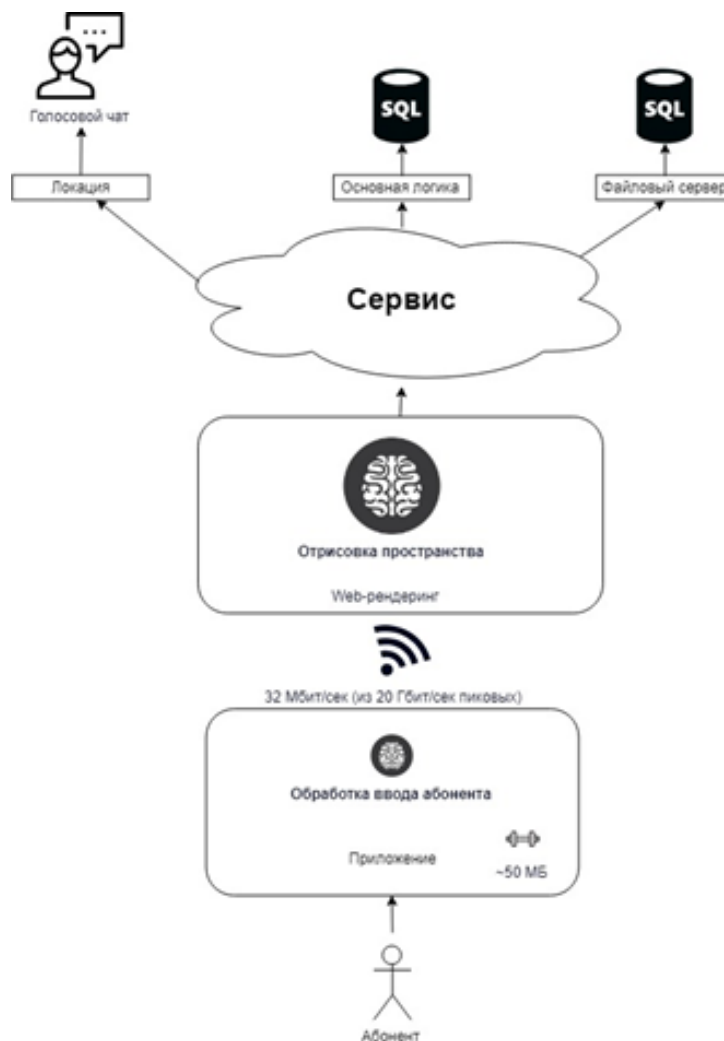 Голосовой чат
SQL
SQL
Локация
Основная логика
Файловый сервер
Сервис
Отрисовка пространства
Web-рендеринг
32 Мбит/сек (из 20 Гбит/сек пиковых)
Обработка ввода абонента
Приложение
~50 МБ
Абонент